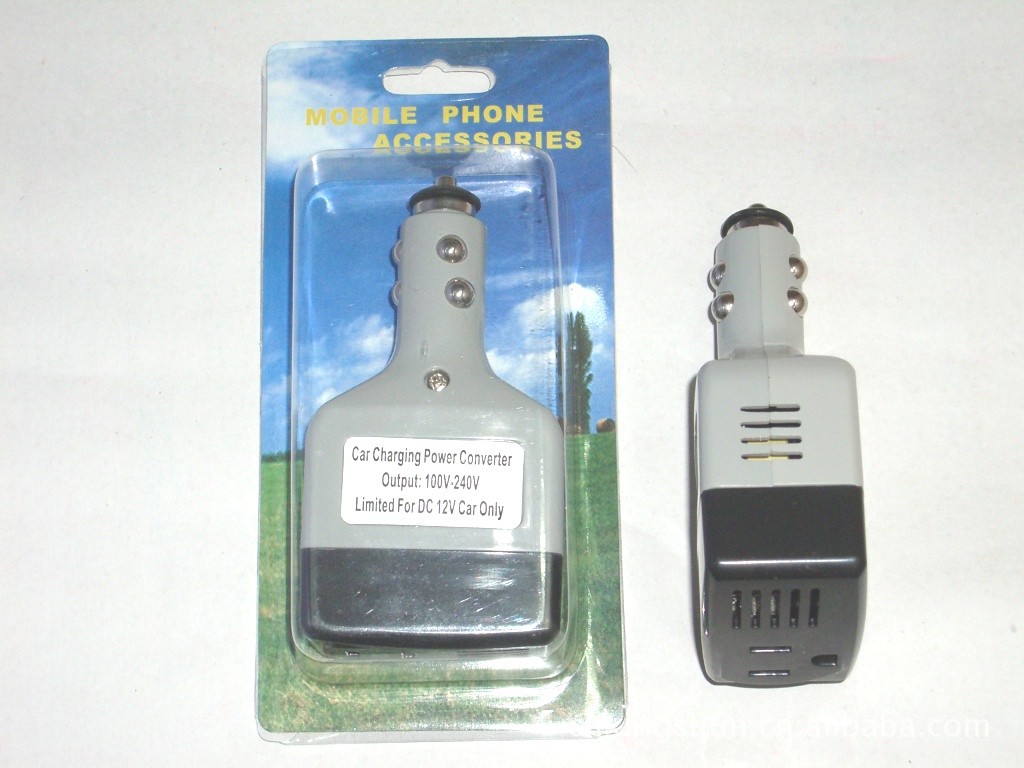 MOBILE PHONE
ACCESSORIES
Car Charging Power Converter
Output: 100V-240V
Limited For DC 12V Car Only